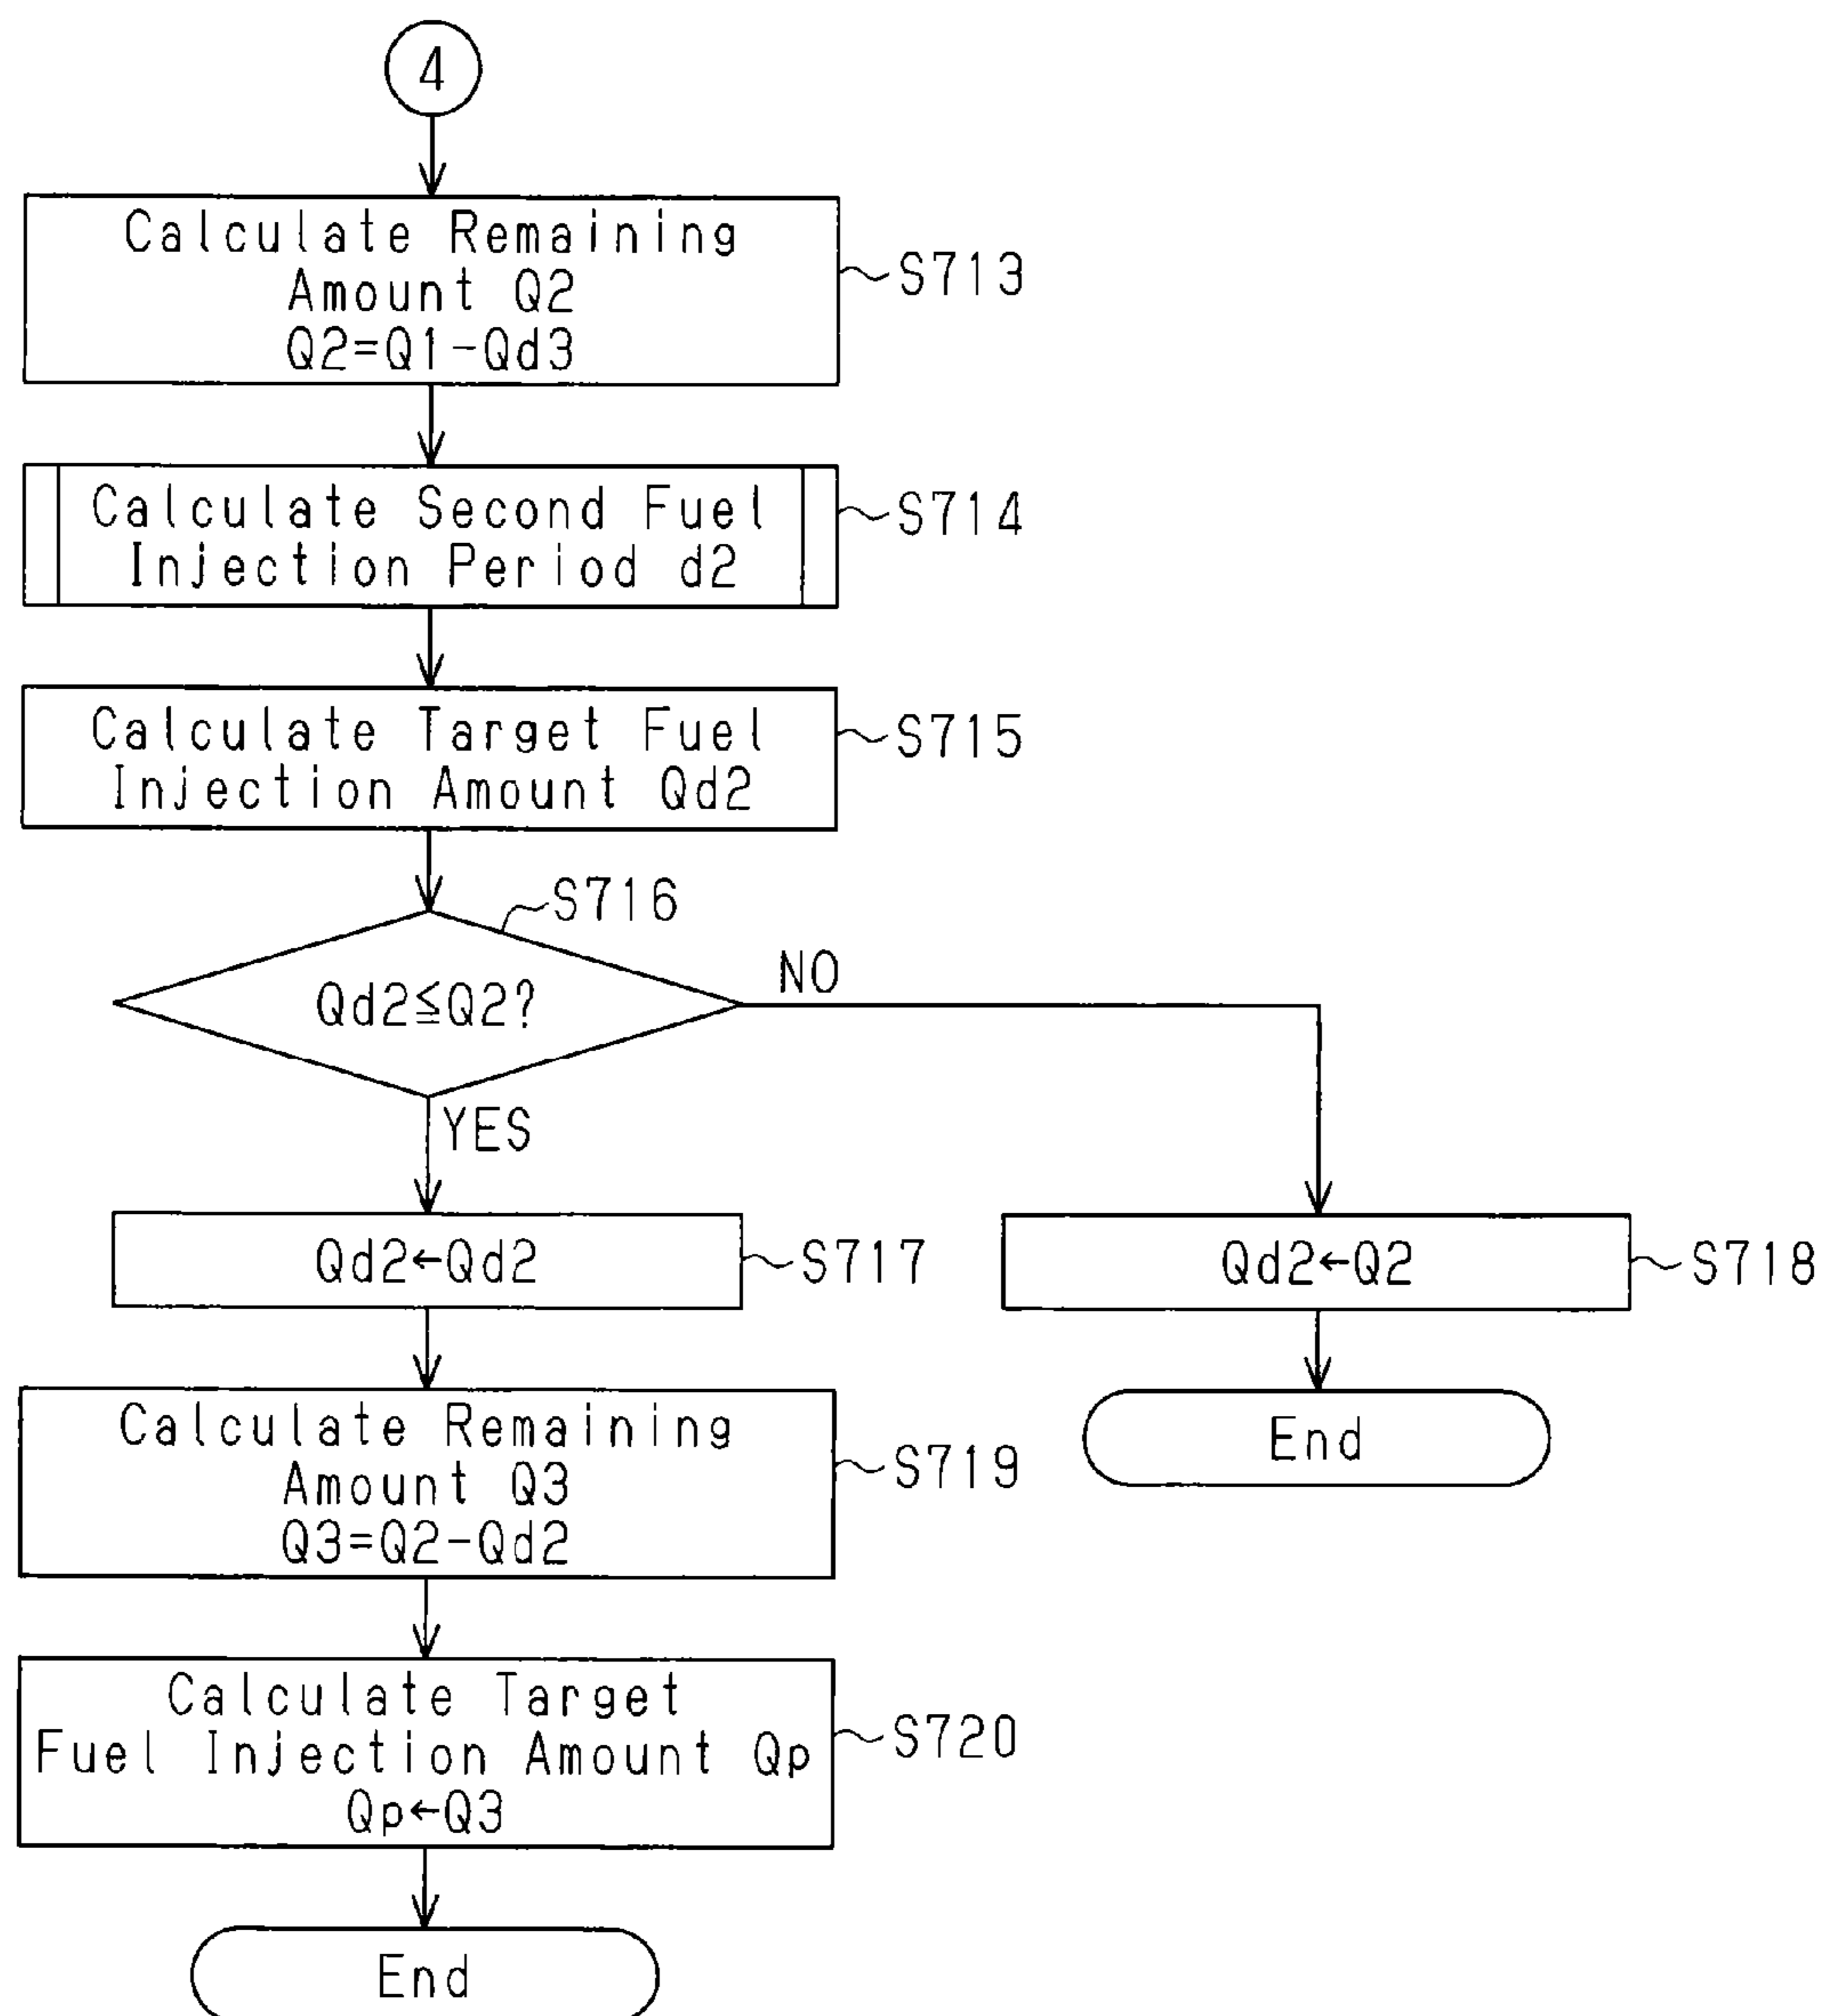 4
Calculate Remaining
Amount Q2
Q2=Q1-Qd3
S713
Calculate Second Fuel
Injection Period d2
S714
Calculate Target Fuel
Injection Amount Qd2
S715
S716
Qd2≦Q2?
NO
YES
Qd2←Qd2
S717
Qd2←Q2
S718
Calculate Remaining
Amount Q3
Q3=Q2-Qd2
S719
End
Calculate Target
Fuel Injection Amount Qp
Qp←Q3
S720
End